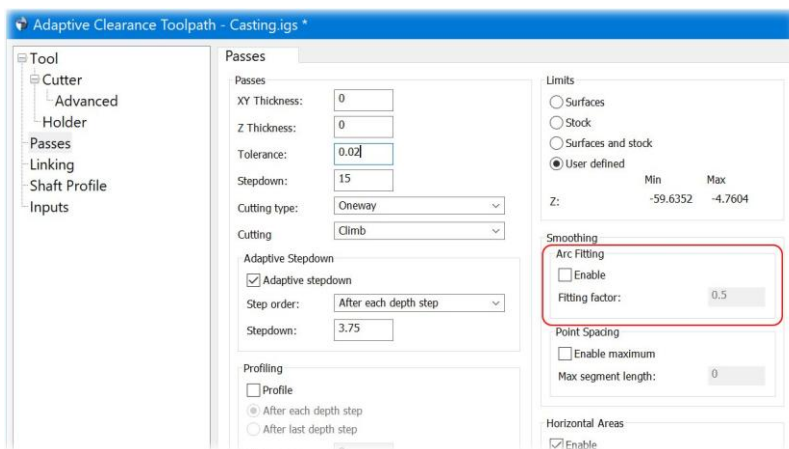 Adaptive Clearance Toolpath - Casting.igs *
Tool
Cutter
Advanced
Holder
Passes
Linking
Shaft Profile
Inputs
Passes
Passes
XY Thickness: 0
Z Thickness: 0
Tolerance: 0.02
Stepdown: 15
Cutting type: Oneway
Cutting Climb
Adaptive Stepdown
Adaptive stepdown
Step order: After each depth step
Stepdown: 3.75
Profiling
Profile
After each depth step
After last depth step
Limits
Surfaces
Stock
Surfaces and stock
User defined
Min Max
Z: -59.6352 -4.7604
Smoothing
Arc Fitting
Enable
Fitting factor: 0.5
Point Spacing
Enable maximum
Max segment length: 0
Horizontal Areas
Enable